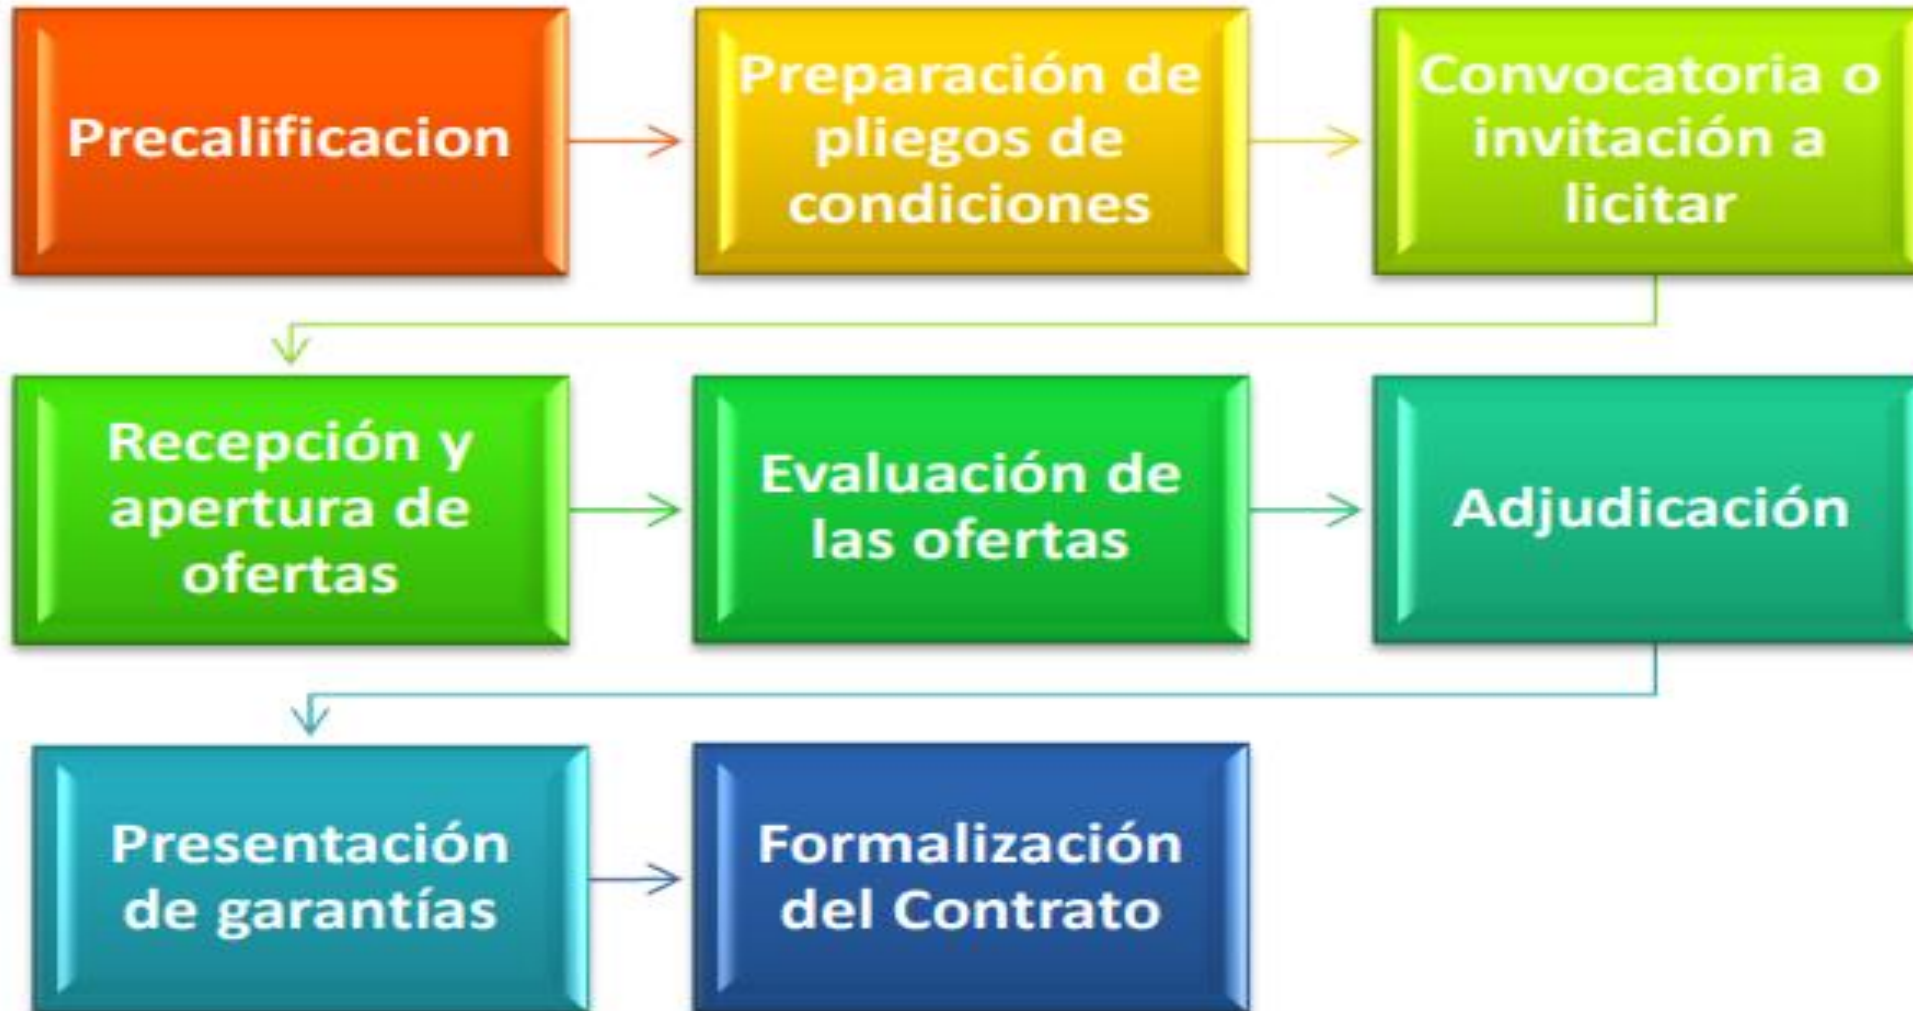 Precalificacion
Preparación de
pliegos de
condiciones
Convocatoria o
invitación a
licitar
Recepción y
apertura de
ofertas
Evaluación de
las ofertas
Adjudicación
Presentación
de garantías
Formalización
del Contrato